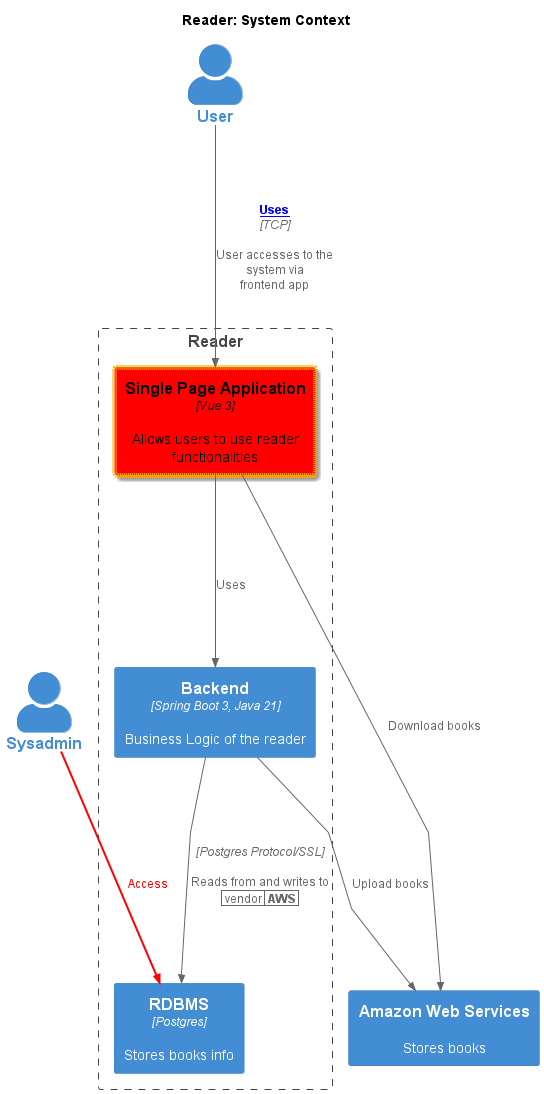 Reader: System Context
User
Uses
[TCP]
User accesses to the
system via
frontend app
Reader
Single Page Application
[Vue 3]
Allows users to use reader
functionalities
Uses
Backend
[Spring Boot 3, Java 21]
Business Logic of the reader
Sysadmin
Download books
[Postgres Protocol/SSL]
Reads from and writes to
vendor AWS
Access
Upload books
RDBMS
[Postgres]
Stores books info
Amazon Web Services
Stores books